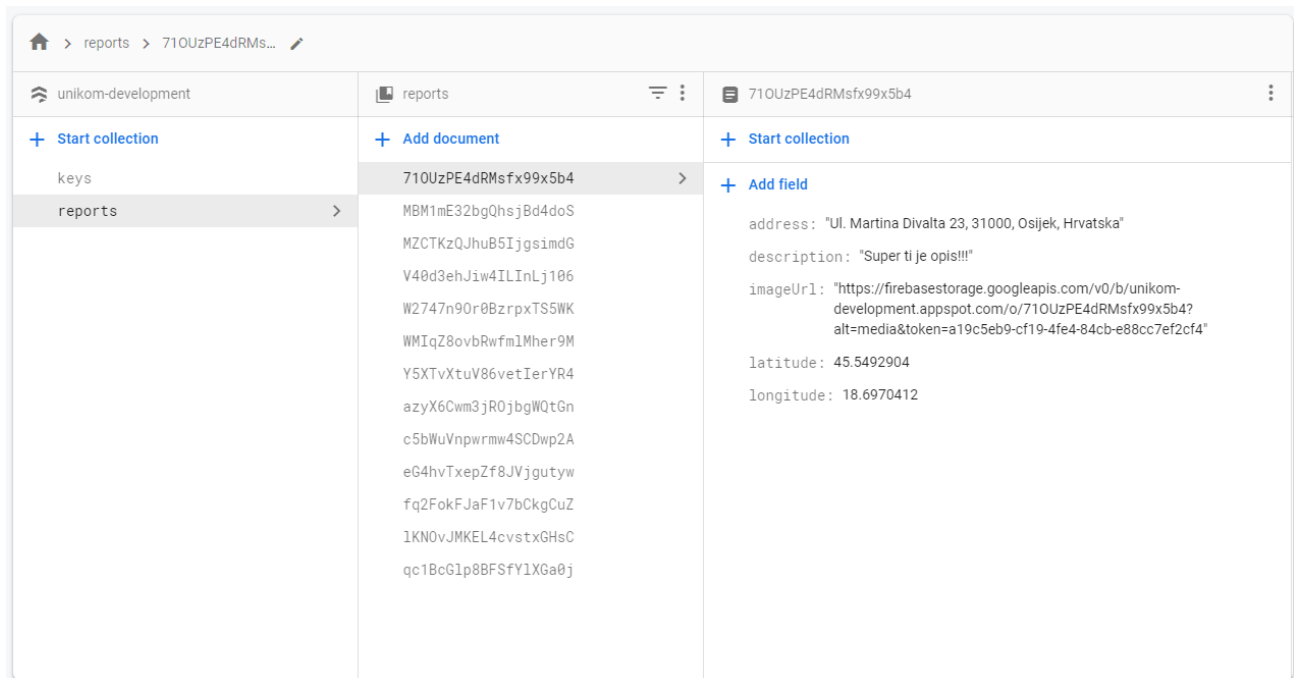 reports > 71OUzPE4dRMs...
unikom-development
Start collection
keys
reports
reports
Add document
71OUzPE4dRMsfx99x5b4
MBM1mE32bgQhsjBd4doS
MZCTKzQJhuB5IjgsimdG
V40d3ehJiw4ILInLj106
W2747n9Or0BzrpxTS5WK
WMIqZ8ovbRwfmlMher9M
Y5XTvXtuV86vetIerYR4
azyX6Cwm3jROjbgWQtGn
c5bWuVnpwrmw4SCDwp2A
eG4hvTxepZf8JVjgutyw
fq2FokFJaF1v7bCkgCuZ
lKNOvJMKEL4cvstxGHsC
qc1BcGlp8BFSfYlXGa0j
71OUzPE4dRMsfx99x5b4
Start collection
Add field
address: "Ul. Martina Divalta 23, 31000, Osijek, Hrvatska"
description: "Super ti je opis!!!"
imageUrl: "https://firebasestorage.googleapis.com/v0/b/unikom-
development.appspot.com/o/71OUzPE4dRMsfx99x5b4?
alt=media&token=a19c5eb9-cf19-4fe4-84cb-e88cc7ef2cf4"
latitude: 45.5492904
longitude: 18.6970412